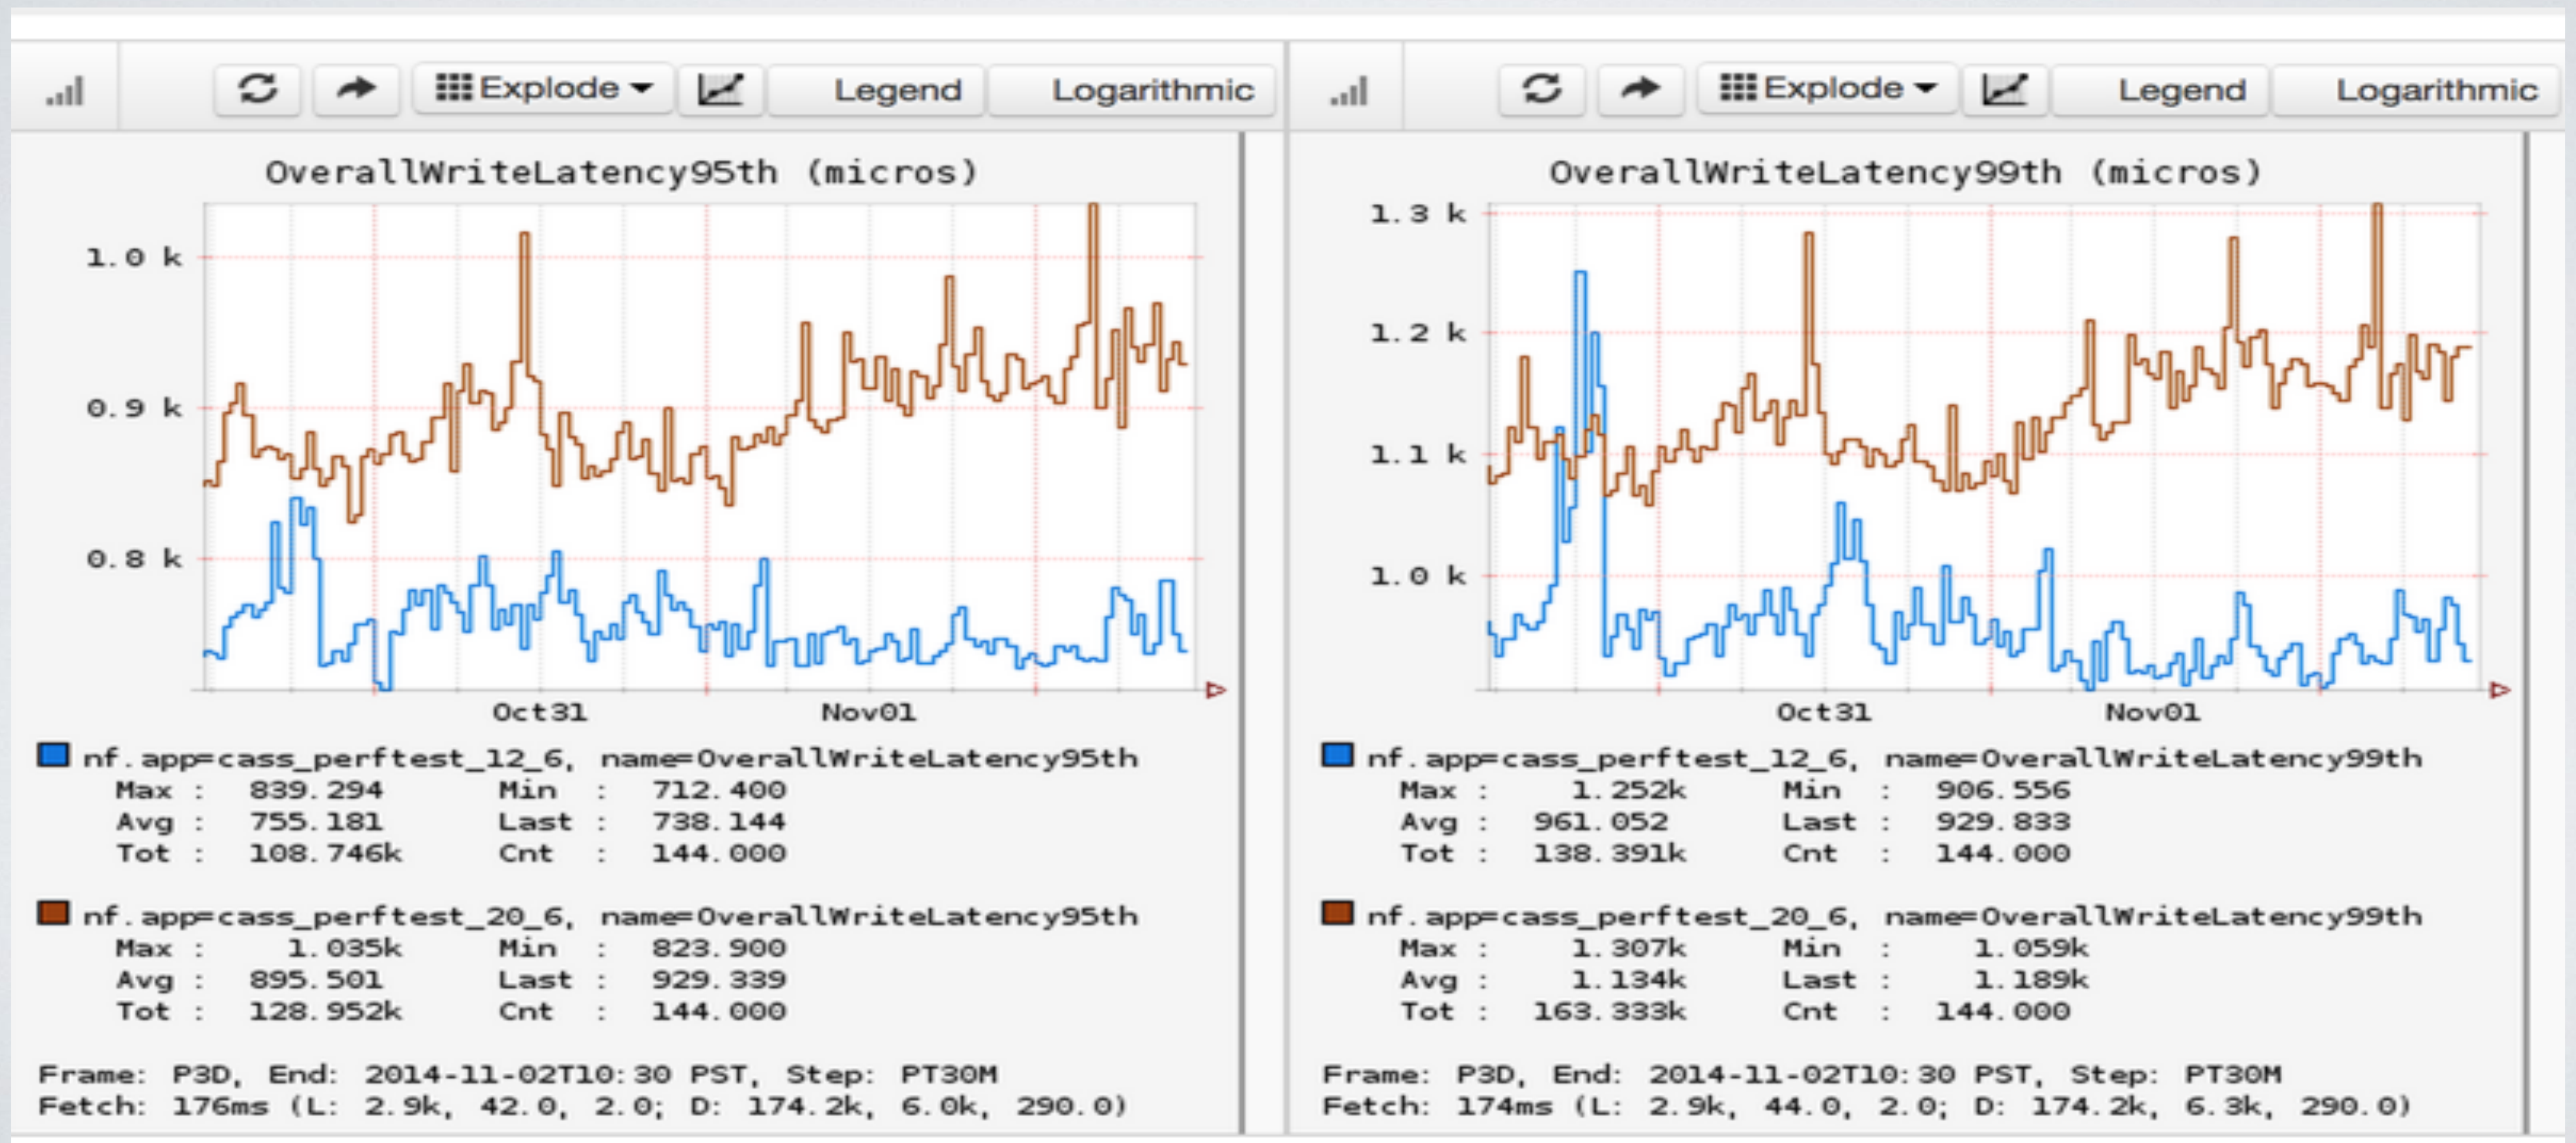 Explode Legend Logarithmic
OverallWriteLatency95th (micros)
1.0 k
0.9 k
0.8 k
Oct31 Nov01
nf.app=cass_perftest_12_6, name=OverallWriteLatency95th
Max : 839.294 Min : 712.400
Avg : 755.181 Last : 738.144
Tot : 108.746k Cnt : 144.000
nf.app=cass_perftest_20_6, name=OverallWriteLatency95th
Max : 1.035k Min : 823.900
Avg : 895.501 Last : 929.339
Tot : 128.952k Cnt : 144.000
Frame: P3D, End: 2014-11-02T10:30 PST, Step: PT30M
Fetch: 176ms (L: 2.9k, 42.0, 2.0; D: 174.2k, 6.0k, 290.0)
Explode Legend Logarithmic
OverallWriteLatency99th (micros)
1.3 k
1.2 k
1.1 k
1.0 k
Oct31 Nov01
nf.app=cass_perftest_12_6, name=OverallWriteLatency99th
Max : 1.252k Min : 906.556
Avg : 961.052 Last : 929.833
Tot : 138.391k Cnt : 144.000
nf.app=cass_perftest_20_6, name=OverallWriteLatency99th
Max : 1.307k Min : 1.059k
Avg : 1.134k Last : 1.189k
Tot : 163.333k Cnt : 144.000
Frame: P3D, End: 2014-11-02T10:30 PST, Step: PT30M
Fetch: 174ms (L: 2.9k, 44.0, 2.0; D: 174.2k, 6.3k, 290.0)